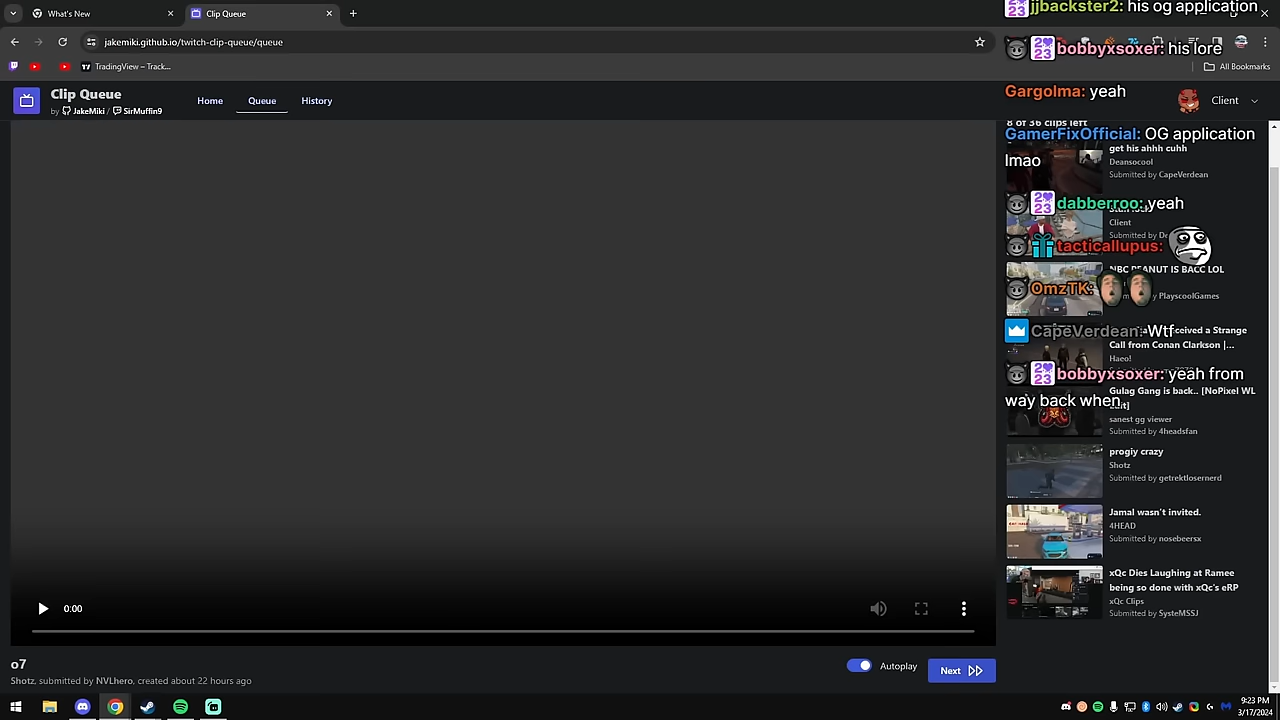 What's New
Clip Queue
jakemiki.github.io/twitch-clip-queue/queue
TradingView – Track...
All Bookmarks
Clip Queue
by JakeMiki / SirMuffin9
Home
Queue
History
Client
jjbackster2: his og application
bobbyxsoxer: his lore
Gargolma: yeah
8 of 36 clips left
GamerFixOfficial: OG application
lmao
get his ahhh cuhh
Deansocool
Submitted by CapeVerdean
dabberroo: yeah
Client
Submitted by
tacticallupus:
NBC PEANUT IS BACC LOL
OmzTK:
PlayscoolGames
CapeVerdean: Wtf
a Strange
Call from Conan Clarkson |...
Haeo!
bobbyxsoxer: yeah from
way back when
Gulag Gang is back.. [NoPixel WL
sanest gg viewer
Submitted by 4headsfan
progiy crazy
Shotz
Submitted by getrektlosernerd
Jamal wasn't invited.
4HEAD
Submitted by nosebeersx
xQc Dies Laughing at Ramee
being so done with xQc's eRP
xQc Clips
Submitted by SysteMSSJ
0:00
o7
Shotz, submitted by NVLhero, created about 22 hours ago
Autoplay
Next
9:23 PM
3/17/2024